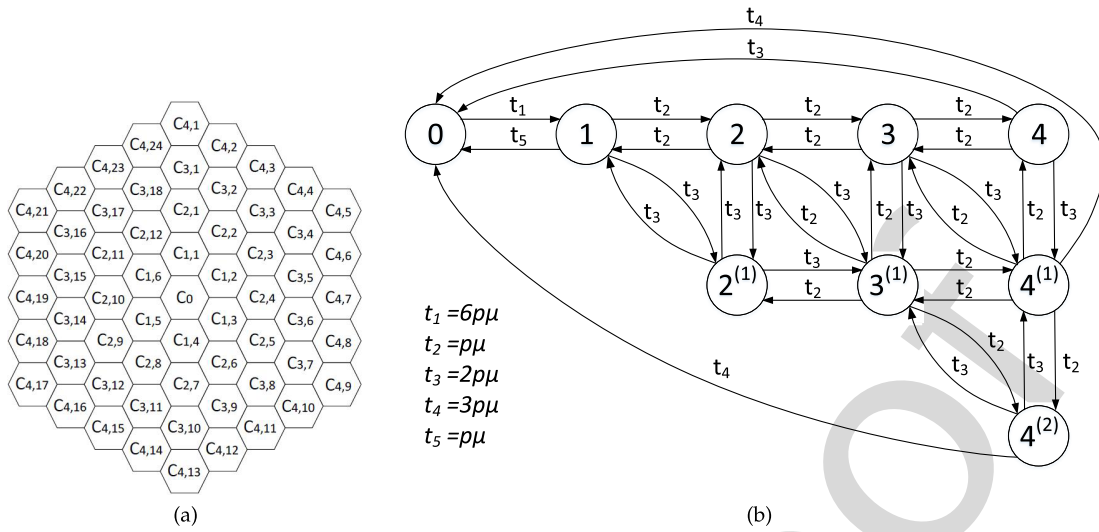 C4,1
C4,24 C4,2
C4,23 C3,1 C4,3
C4,22 C3,18 C3,2 C4,4
C4,21 C3,17 C2,1 C3,3 C4,5
C3,16 C2,12 C2,2 C3,4
C4,20 C2,11 C1,1 C2,3 C4,6
C3,15 C1,6 C1,2 C3,5
C4,19 C2,10 C0 C2,4 C4,7
C3,14 C1,5 C1,3 C3,6
C4,18 C2,9 C1,4 C2,5 C4,8
C3,13 C2,8 C2,6 C3,7
C4,17 C3,12 C2,7 C3,8 C4,9
C4,16 C3,11 C3,9 C4,10
C4,15 C3,10 C4,11
C4,14 C4,12
C4,13
(a)
t4
t3
t1 t2 t2 t2
0 1 2 3 4
t5 t2 t2 t2
t3 t3 t3 t3 t2 t3 t2 t3 t3 t2 t2 t3
t3 t2 t2
2(1) 3(1) 4(1)
t2 t2
t2 t3 t3 t2
t4
4(2)
t1 =6pμ
t2 =pμ
t3 =2pμ
t4 =3pμ
t5 =pμ
(b)